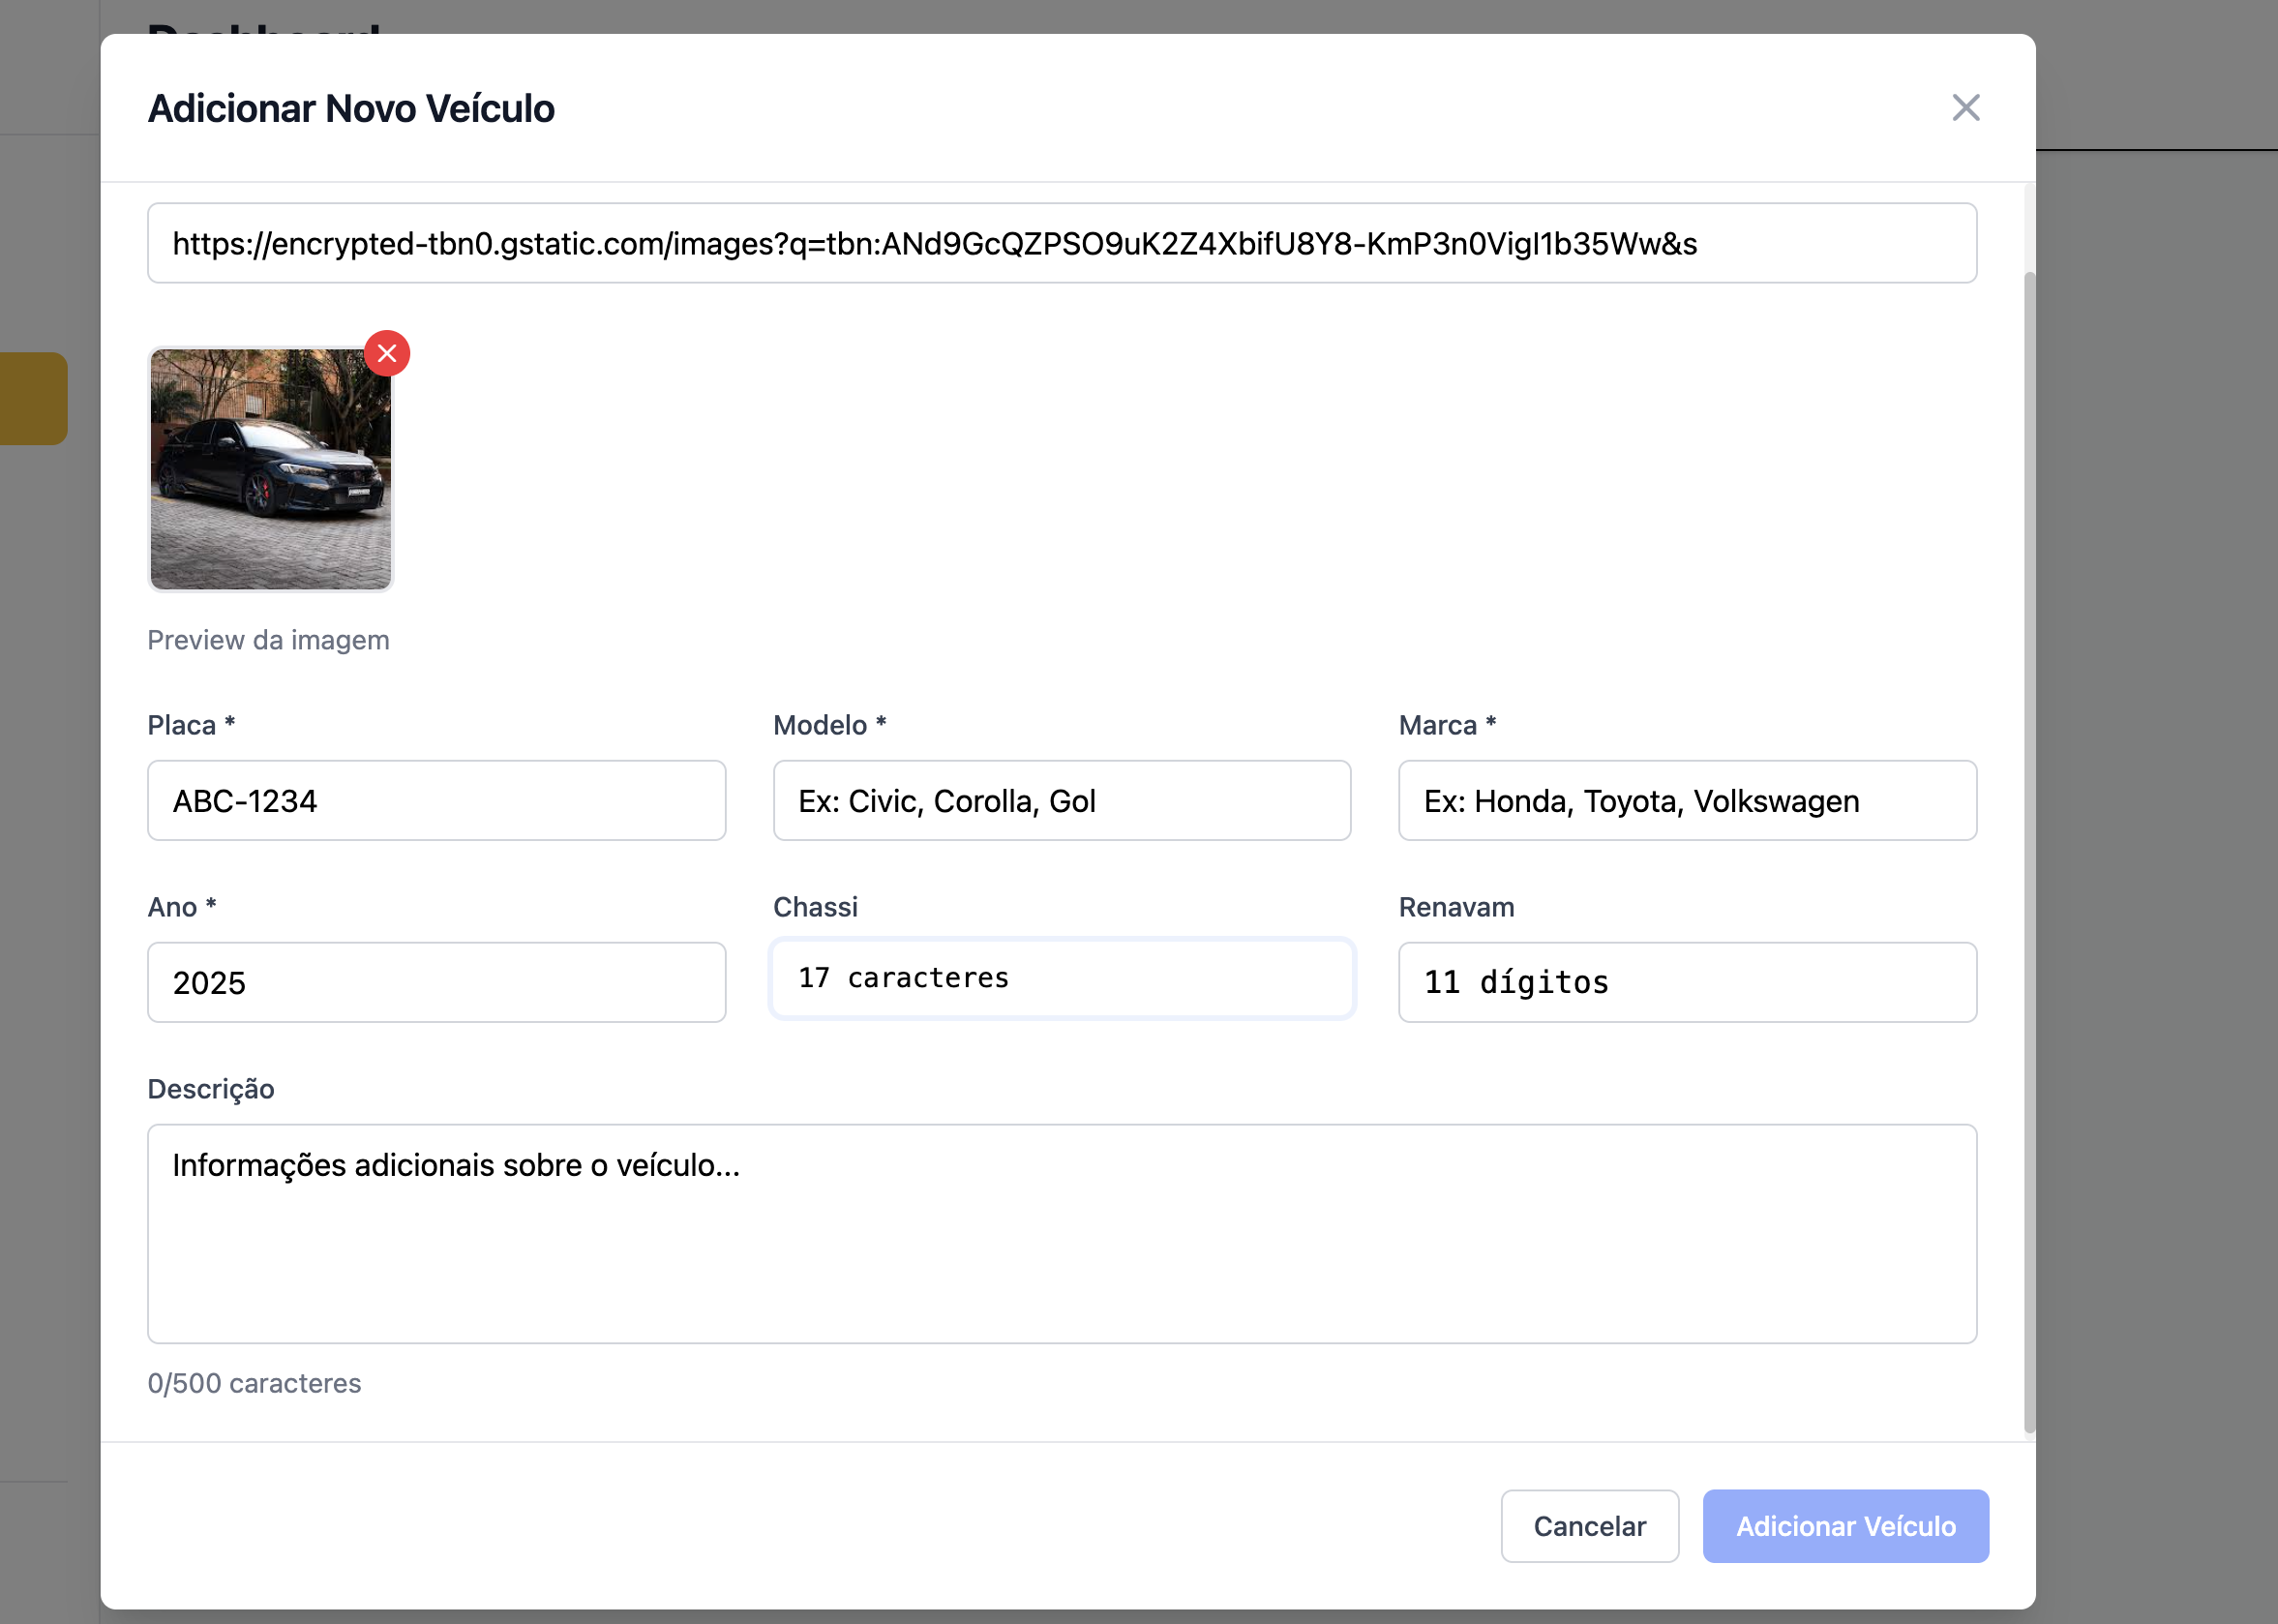 Dashboard
Adicionar Novo Veículo
https://encrypted-tbn0.gstatic.com/images?q=tbn:ANd9GcQZPSO9uK2Z4XbifU8Y8-KmP3n0VigI1b35Ww&s
Preview da imagem
Placa * Modelo * Marca *
ABC-1234 Ex: Civic, Corolla, Gol Ex: Honda, Toyota, Volkswagen
Ano * Chassi Renavam
2025 17 caracteres 11 dígitos
Descrição
Informações adicionais sobre o veículo...
0/500 caracteres
Cancelar Adicionar Veículo